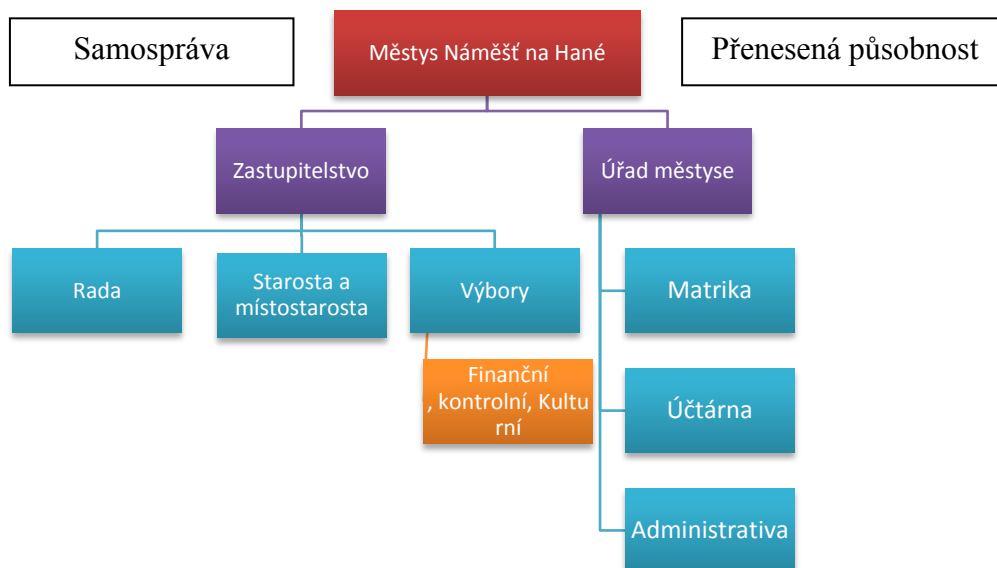 Samospráva
Městys Náměšť na Hané
Přenesená působnost
Zastupitelstvo
Úřad městyse
Rada
Starosta a
místostarosta
Výbory
Matrika
Finanční
, kontrolní, Kultu
rní
Účtárna
Administrativa